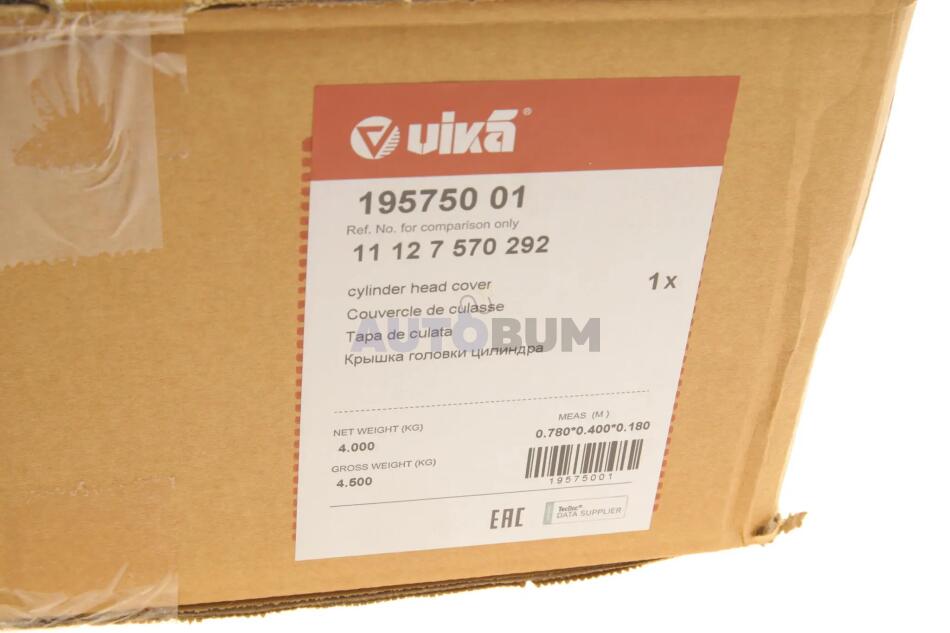 vika®
195750 01
Ref. No. for comparison only
11 12 7 570 292
1 x
cylinder head cover
Couvercle de culasse
Tapa de culata
AUTOBUM
Крышка головки цилиндра
NET WEIGHT (KG)
4.000
MEAS (M)
0.780*0.400*0.180
GROSS WEIGHT (KG)
4.500
19575001
EAC
TecDoc®
DATA SUPPLIER